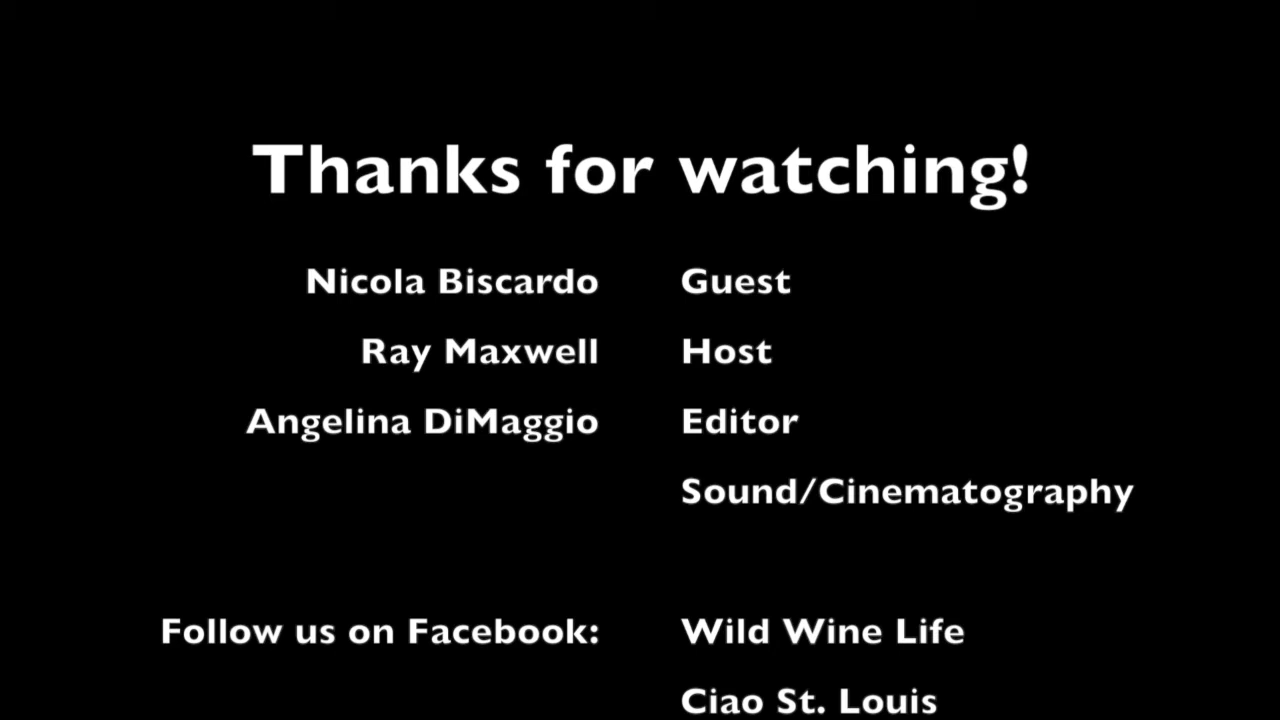 Thanks for watching!
Nicola Biscardo Guest
Ray Maxwell Host
Angelina DiMaggio Editor
Sound/Cinematography
Follow us on Facebook: Wild Wine Life
Ciao St. Louis